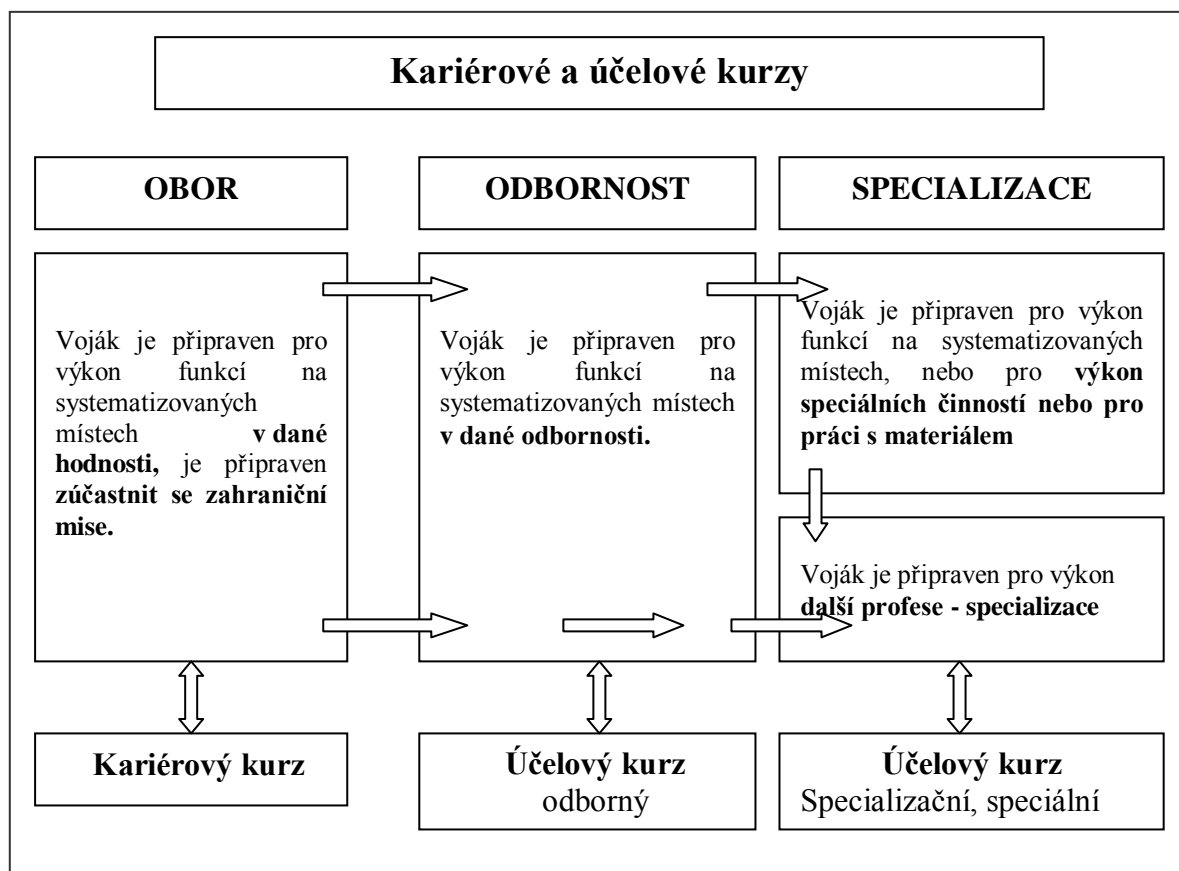 Kariérové a účelové kurzy
OBOR
ODBORNOST
SPECIALIZACE
Voják je připraven pro
výkon funkcí na
systematizovaných
místech v dané
hodnosti, je připraven
zúčastnit se zahraniční
mise.
Voják je připraven pro
výkon funkcí na
systematizovaných místech
v dané odbornosti.
Voják je připraven pro výkon
funkcí na systematizovaných
místech, nebo pro výkon
speciálních činností nebo pro
práci s materiálem
Voják je připraven pro výkon
další profese - specializace
Kariérový kurz
Účelový kurz
odborný
Účelový kurz
Specializační, speciální